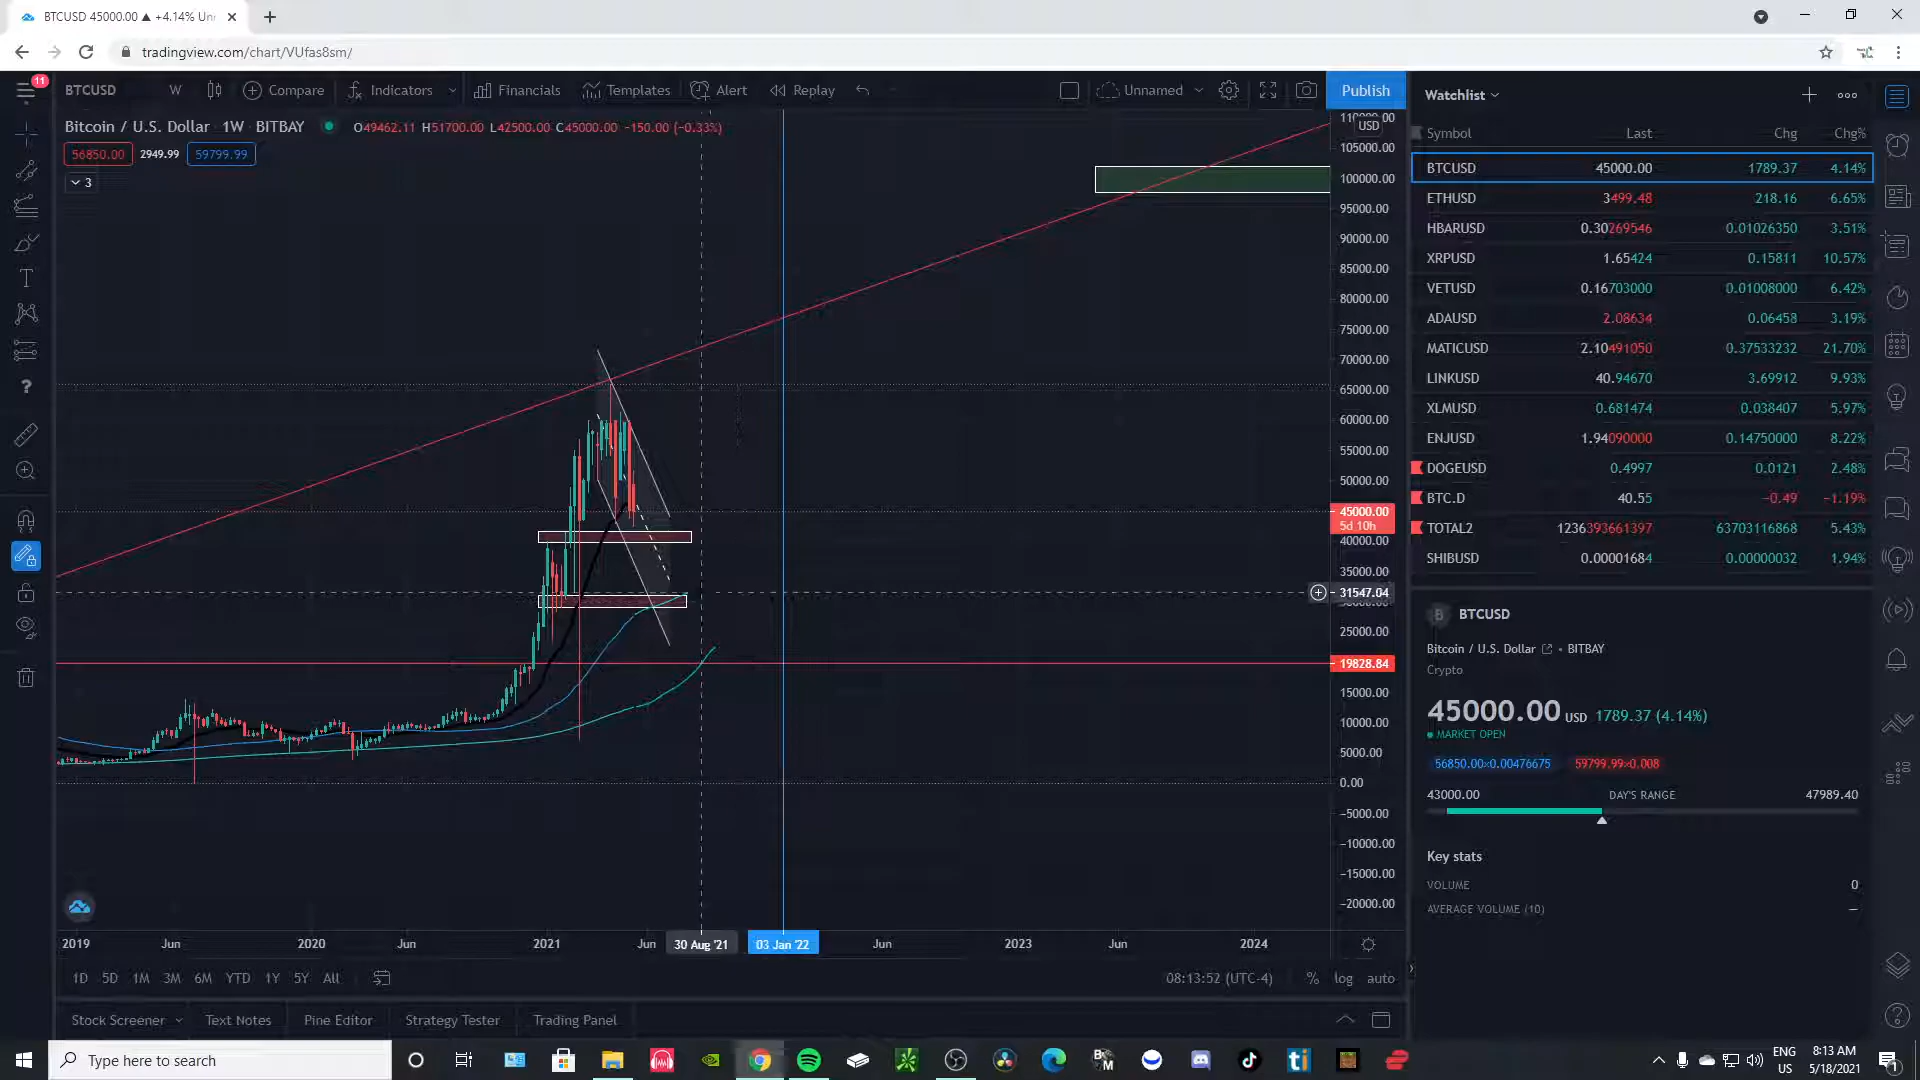 BTCUSD 45000.00 ▲ +4.14% Unn
tradingview.com/chart/VUfas8sm/
11
BTCUSD W Compare Indicators Financials Templates Alert Replay Unnamed Publish
Bitcoin / U.S. Dollar 1W BITBAY O49462.11 H51700.00 L42500.00 C45000.00 −150.00 (−0.33%)
56850.00 2949.99 59799.99
3
USD
105000.00
100000.00
95000.00
90000.00
85000.00
80000.00
75000.00
70000.00
65000.00
60000.00
55000.00
50000.00
45000.00
5d 10h
40000.00
35000.00
31547.04
25000.00
19828.84
15000.00
10000.00
5000.00
0.00
−5000.00
−10000.00
−15000.00
−20000.00
2019 Jun 2020 Jun 2021 Jun 30 Aug '21 03 Jan '22 Jun 2023 Jun 2024
1D 5D 1M 3M 6M YTD 1Y 5Y All 08:13:52 (UTC-4) % log auto
Stock Screener Text Notes Pine Editor Strategy Tester Trading Panel
Watchlist
Symbol Last Chg Chg%
BTCUSD 45000.00 1789.37 4.14%
ETHUSD 3499.48 218.16 6.65%
HBARUSD 0.30269546 0.01026350 3.51%
XRPUSD 1.65424 0.15811 10.57%
VETUSD 0.16703000 0.01008000 6.42%
ADAUSD 2.08634 0.06458 3.19%
MATICUSD 2.10491050 0.37533232 21.70%
LINKUSD 40.94670 3.69912 9.93%
XLMUSD 0.681474 0.038407 5.97%
ENJUSD 1.94090000 0.14750000 8.22%
DOGEUSD 0.4997 0.0121 2.48%
BTC.D 40.55 −0.49 −1.19%
TOTAL2 1236393661397 63703116868 5.43%
SHIBUSD 0.00001684 0.00000032 1.94%
B BTCUSD
Bitcoin / U.S. Dollar • BITBAY
Crypto
45000.00 USD 1789.37 (4.14%)
MARKET OPEN
56850.00×0.00476675 59799.99×0.008
43000.00 DAY'S RANGE 47989.40
Key stats
VOLUME 0
AVERAGE VOLUME (10) —
Type here to search
ENG
US
8:13 AM
5/18/2021
1